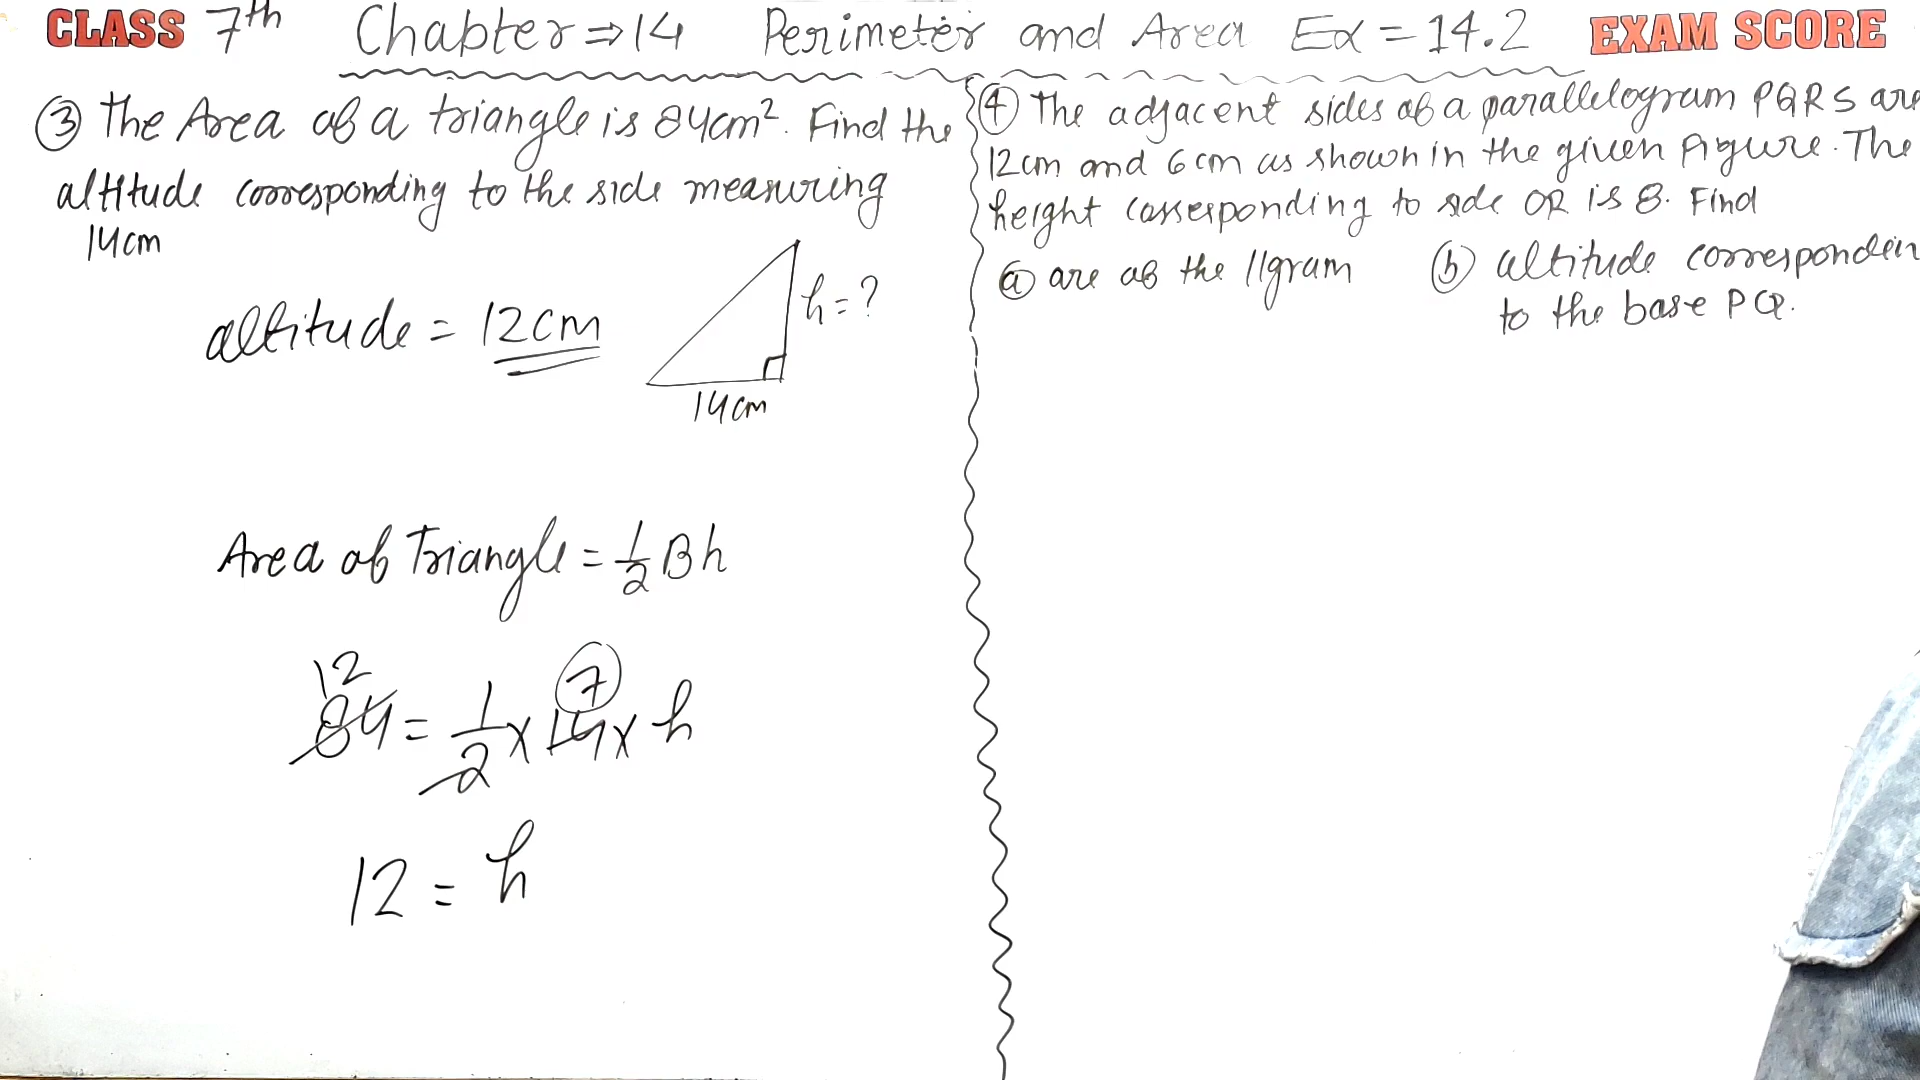 CLASS 7th Chapter ⇒ 14 Perimeter and Area Ex = 14.2 EXAM SCORE
③ The Area of a triangle is 84cm². Find the
altitude corresponding to the side measuring
14cm
altitude = 12cm
h = ?
14cm
Area of Triangle = 1/2 B h
12 7
84 = 1/2 x 14 x h
12 = h
④ The adjacent sides of a parallelogram PQRS are
12cm and 6cm as shown in the given figure. The
height corresponding to side QR is 8. Find
ⓐ are of the ||gram ⓑ altitude correspondin
to the base PQ.